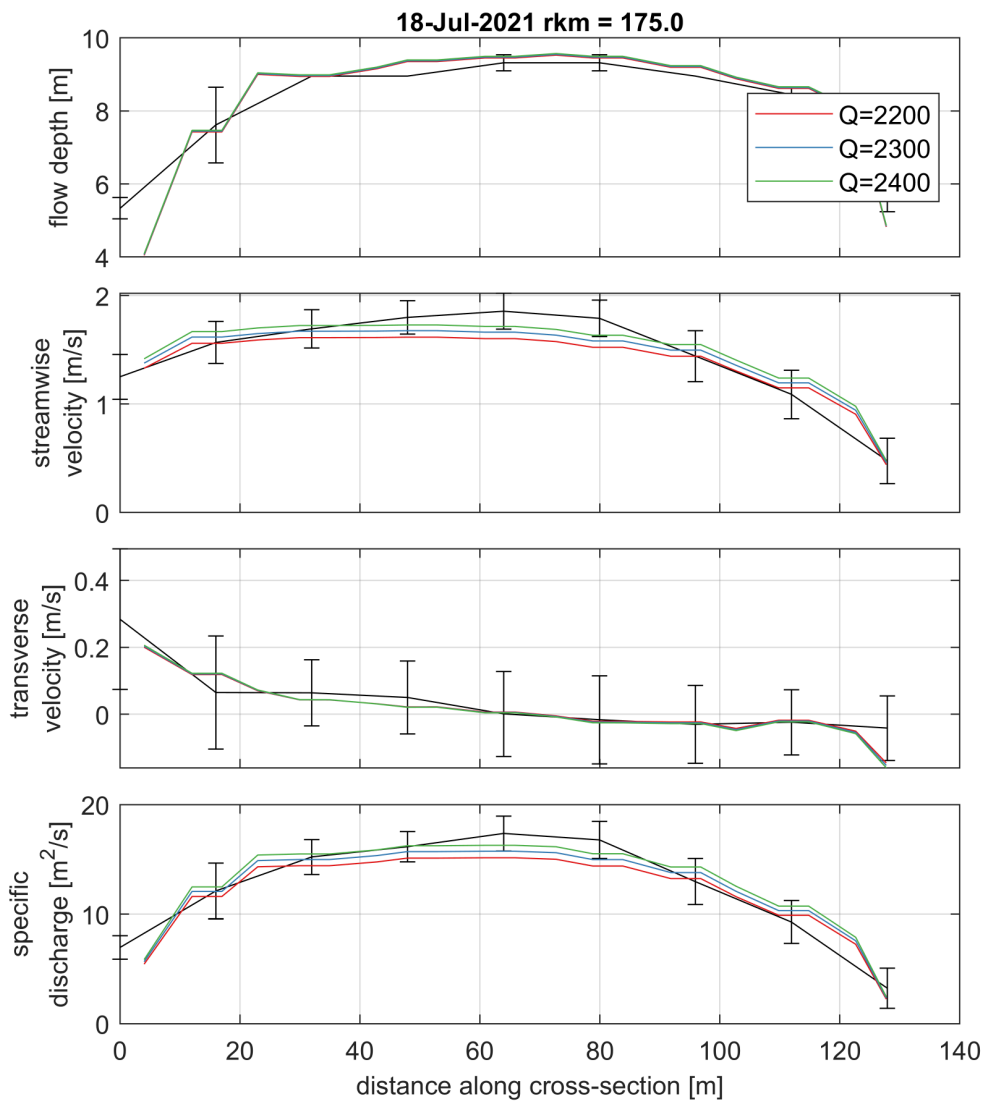 18-Jul-2021 rkm = 175.0
10
8
6
4
flow depth [m]
Q=2200
Q=2300
Q=2400
2
1
0
streamwise
velocity [m/s]
0.4
0.2
0
transverse
velocity [m/s]
20
10
0
specific
discharge [m²/s]
0 20 40 60 80 100 120 140
distance along cross-section [m]